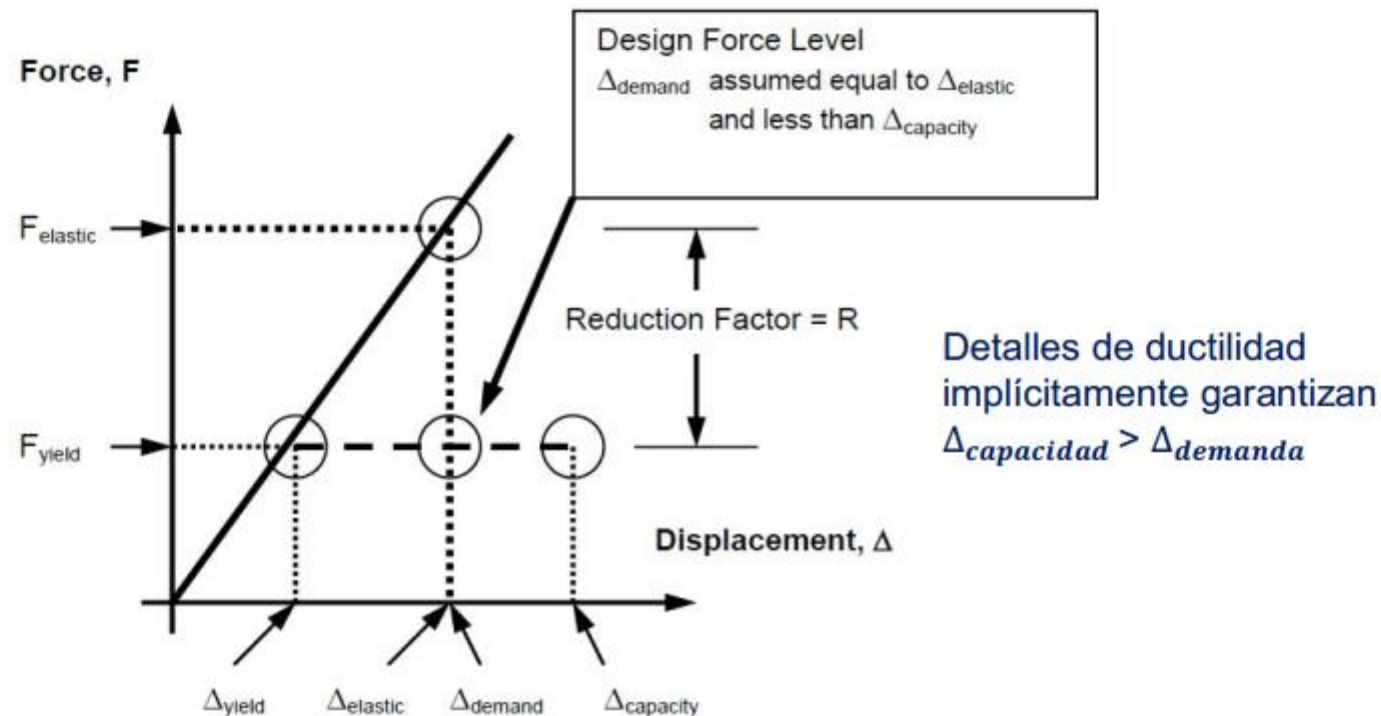 Design Force Level
Δdemand assumed equal to Δelastic
and less than Δcapacity
Force, F
Felastic
Reduction Factor = R
Detalles de ductilidad
implícitamente garantizan
Δcapacidad > Δdemanda
Fyield
Displacement, Δ
Δyield Δelastic Δdemand Δcapacity